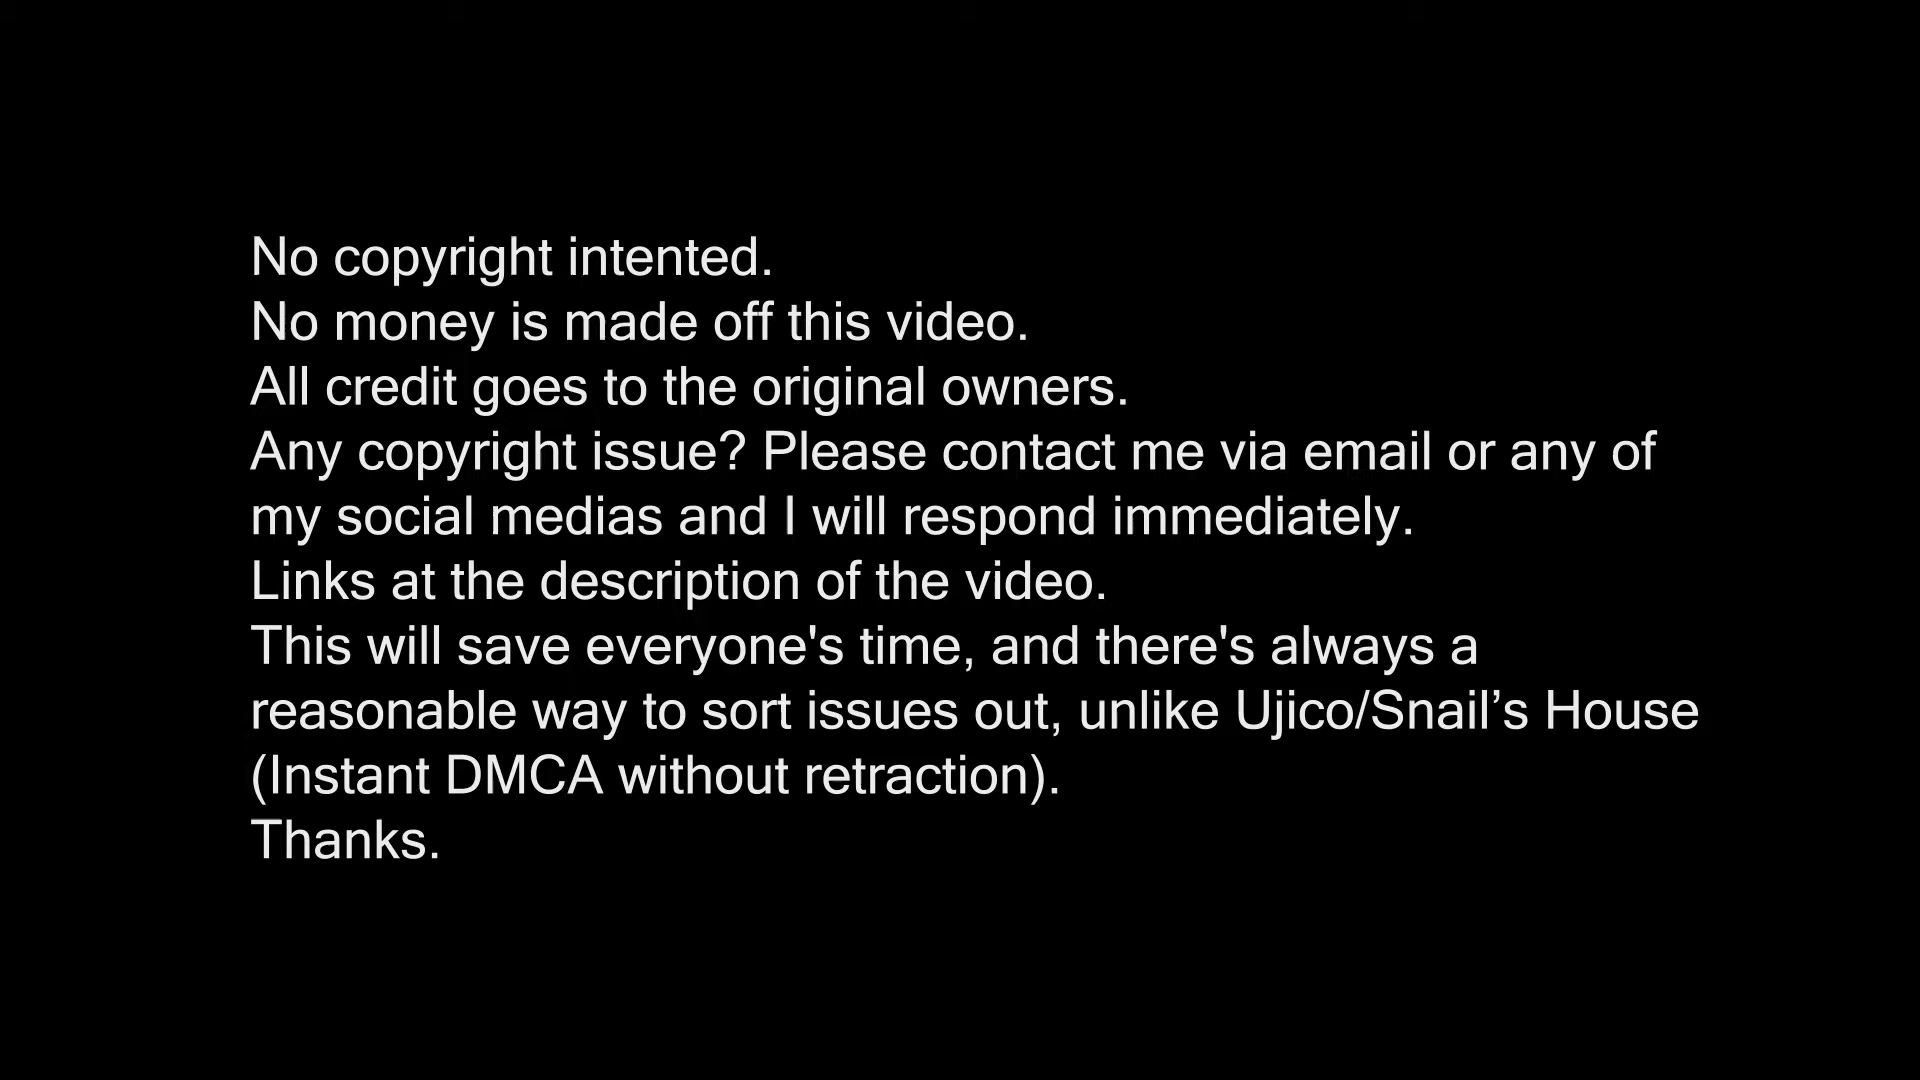 No copyright intented.
No money is made off this video.
All credit goes to the original owners.
Any copyright issue? Please contact me via email or any of
my social medias and I will respond immediately.
Links at the description of the video.
This will save everyone's time, and there's always a
reasonable way to sort issues out, unlike Ujico/Snail’s House
(Instant DMCA without retraction).
Thanks.